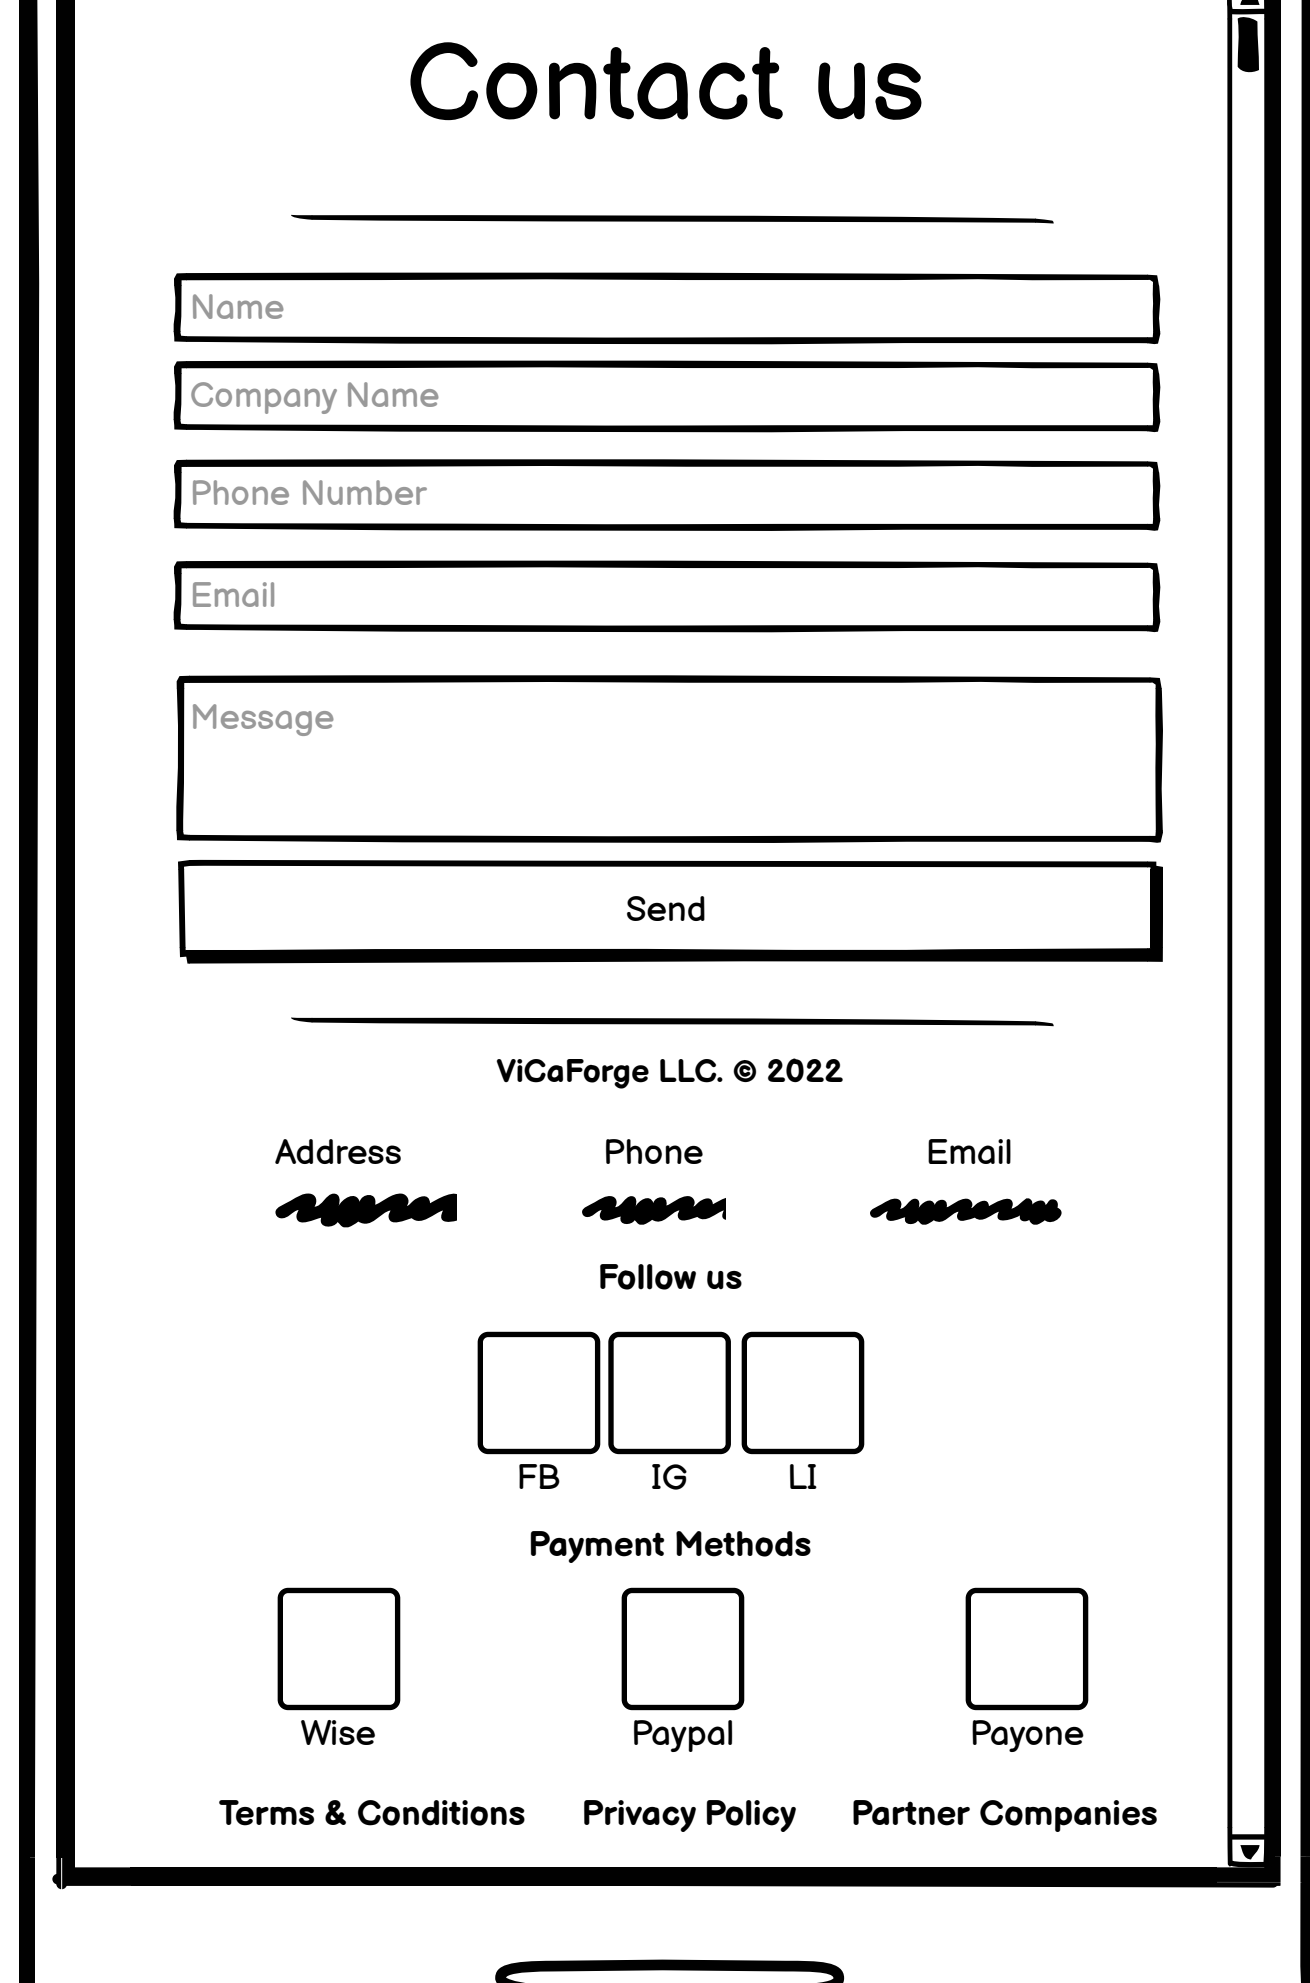 Contact us
Name
Company Name
Phone Number
Email
Message
Send
ViCaForge LLC. © 2022
Address Phone Email
Follow us
FB IG LI
Payment Methods
Wise Paypal Payone
Terms & Conditions Privacy Policy Partner Companies